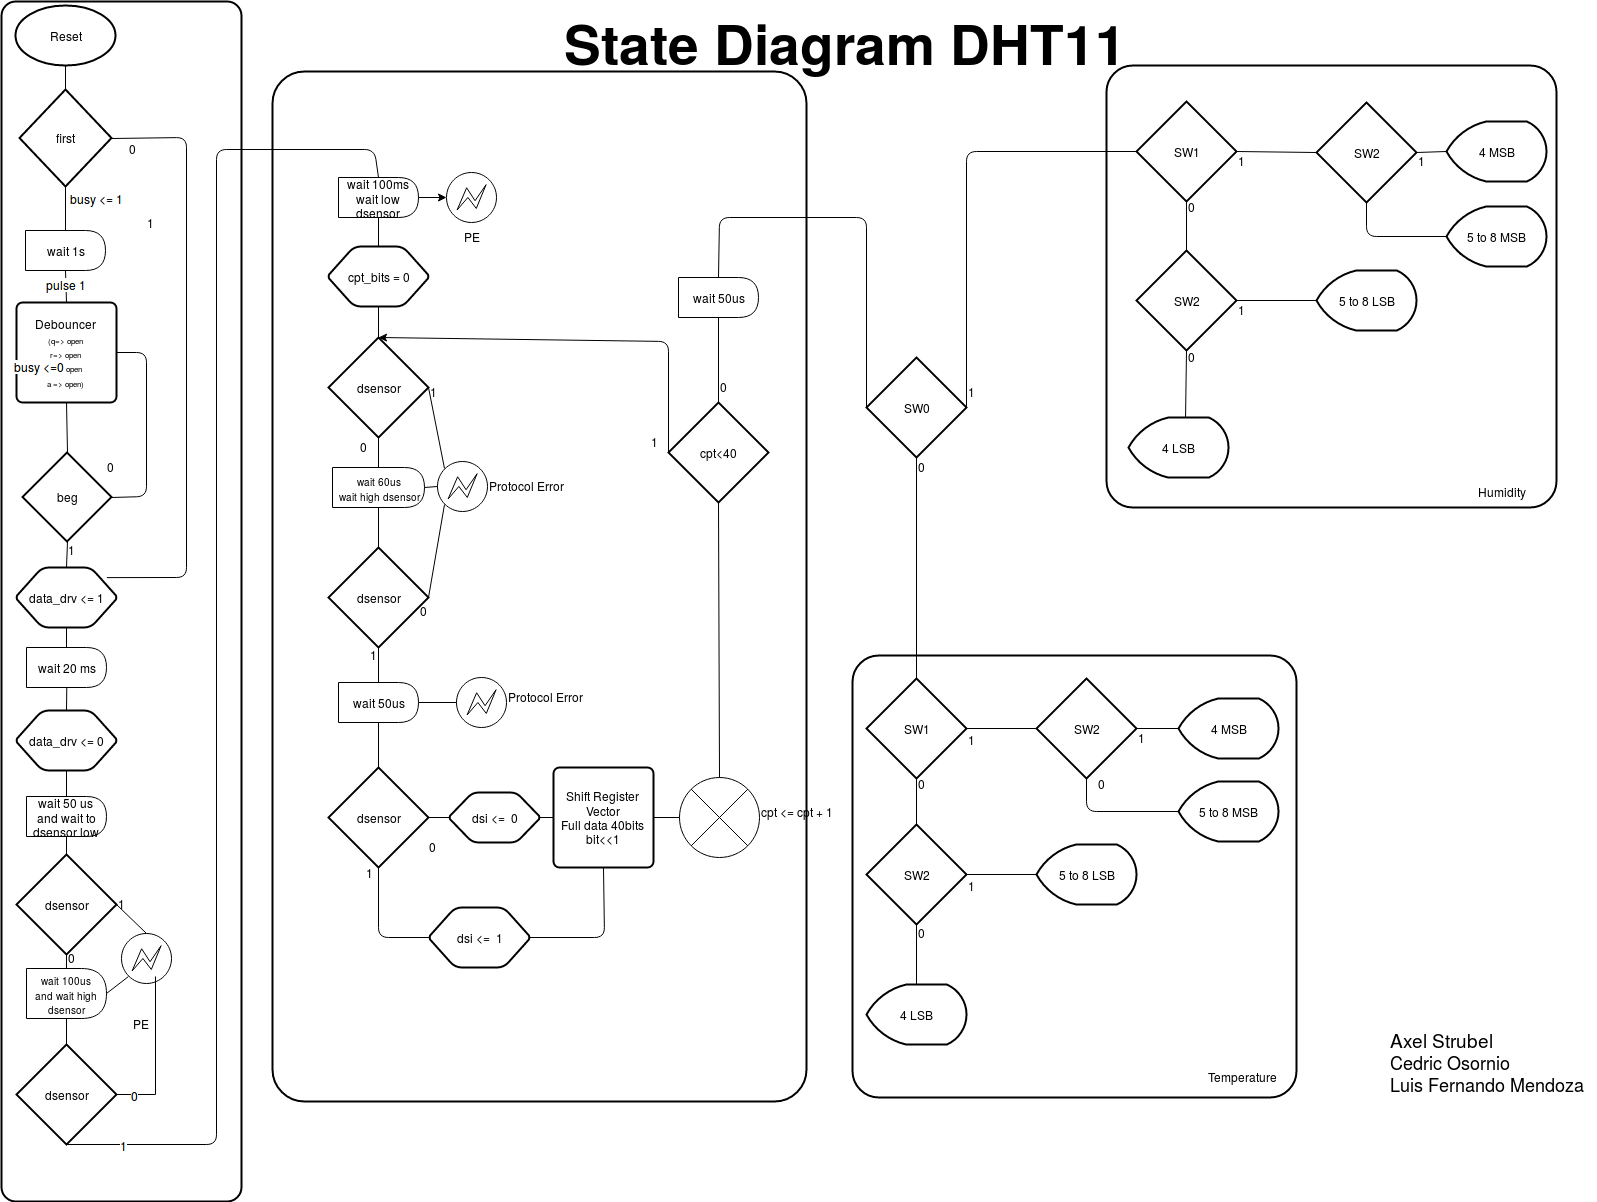 State Diagram DHT11
Reset
first
0
busy <= 1
1
wait 1s
pulse 1
Debouncer
(q=> open
r=> open
busy <=0 open
a => open)
0
beg
1
data_drv <= 1
wait 20 ms
data_drv <= 0
wait 50 us
and wait to
dsensor low
dsensor
1
0
wait 100us
and wait high
dsensor
PE
dsensor
0
1
wait 100ms
wait low
dsensor
PE
cpt_bits = 0
dsensor
1
0
wait 60us
wait high dsensor
Protocol Error
dsensor
0
1
wait 50us
Protocol Error
dsensor
0
1
dsi <= 0
dsi <= 1
Shift Register
Vector
Full data 40bits
bit<<1
cpt <= cpt + 1
cpt<40
1
0
wait 50us
SW0
1
0
SW1
1
0
SW2
1
4 MSB
5 to 8 MSB
SW2
1
0
5 to 8 LSB
4 LSB
Humidity
SW1
1
0
SW2
1
0
4 MSB
5 to 8 MSB
SW2
1
0
5 to 8 LSB
4 LSB
Temperature
Axel Strubel
Cedric Osornio
Luis Fernando Mendoza